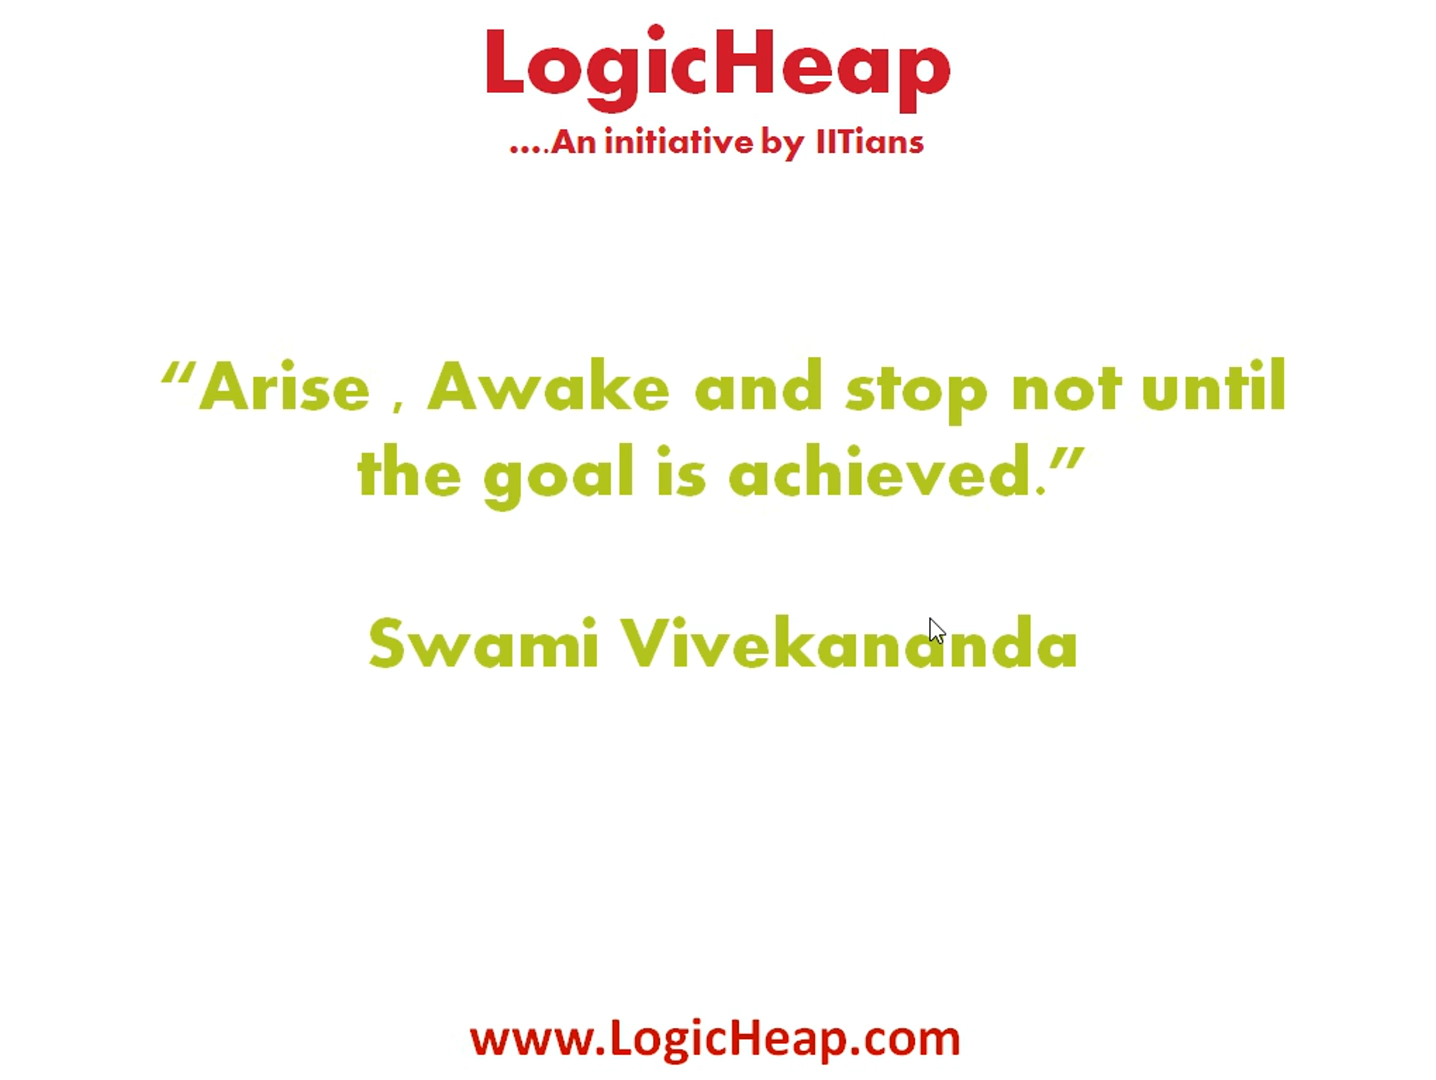 LogicHeap
....An initiative by IITians
“Arise , Awake and stop not until
the goal is achieved.”
Swami Vivekananda
www.LogicHeap.com